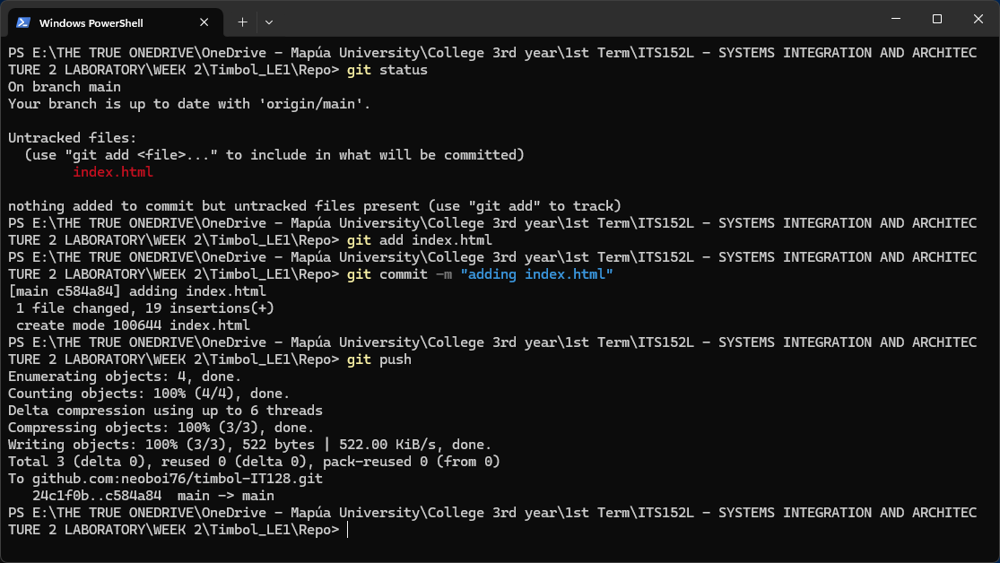 Windows PowerShell
PS E:\THE TRUE ONEDRIVE\OneDrive - Mapúa University\College 3rd year\1st Term\ITS152L - SYSTEMS INTEGRATION AND ARCHITEC
TURE 2 LABORATORY\WEEK 2\Timbol_LE1\Repo> git status
On branch main
Your branch is up to date with 'origin/main'.
Untracked files:
  (use "git add <file>..." to include in what will be committed)
        index.html
nothing added to commit but untracked files present (use "git add" to track)
PS E:\THE TRUE ONEDRIVE\OneDrive - Mapúa University\College 3rd year\1st Term\ITS152L - SYSTEMS INTEGRATION AND ARCHITEC
TURE 2 LABORATORY\WEEK 2\Timbol_LE1\Repo> git add index.html
PS E:\THE TRUE ONEDRIVE\OneDrive - Mapúa University\College 3rd year\1st Term\ITS152L - SYSTEMS INTEGRATION AND ARCHITEC
TURE 2 LABORATORY\WEEK 2\Timbol_LE1\Repo> git commit -m "adding index.html"
[main c584a84] adding index.html
 1 file changed, 19 insertions(+)
 create mode 100644 index.html
PS E:\THE TRUE ONEDRIVE\OneDrive - Mapúa University\College 3rd year\1st Term\ITS152L - SYSTEMS INTEGRATION AND ARCHITEC
TURE 2 LABORATORY\WEEK 2\Timbol_LE1\Repo> git push
Enumerating objects: 4, done.
Counting objects: 100% (4/4), done.
Delta compression using up to 6 threads
Compressing objects: 100% (3/3), done.
Writing objects: 100% (3/3), 522 bytes | 522.00 KiB/s, done.
Total 3 (delta 0), reused 0 (delta 0), pack-reused 0 (from 0)
To github.com:neoboi76/timbol-IT128.git
   24c1f0b..c584a84  main -> main
PS E:\THE TRUE ONEDRIVE\OneDrive - Mapúa University\College 3rd year\1st Term\ITS152L - SYSTEMS INTEGRATION AND ARCHITEC
TURE 2 LABORATORY\WEEK 2\Timbol_LE1\Repo>